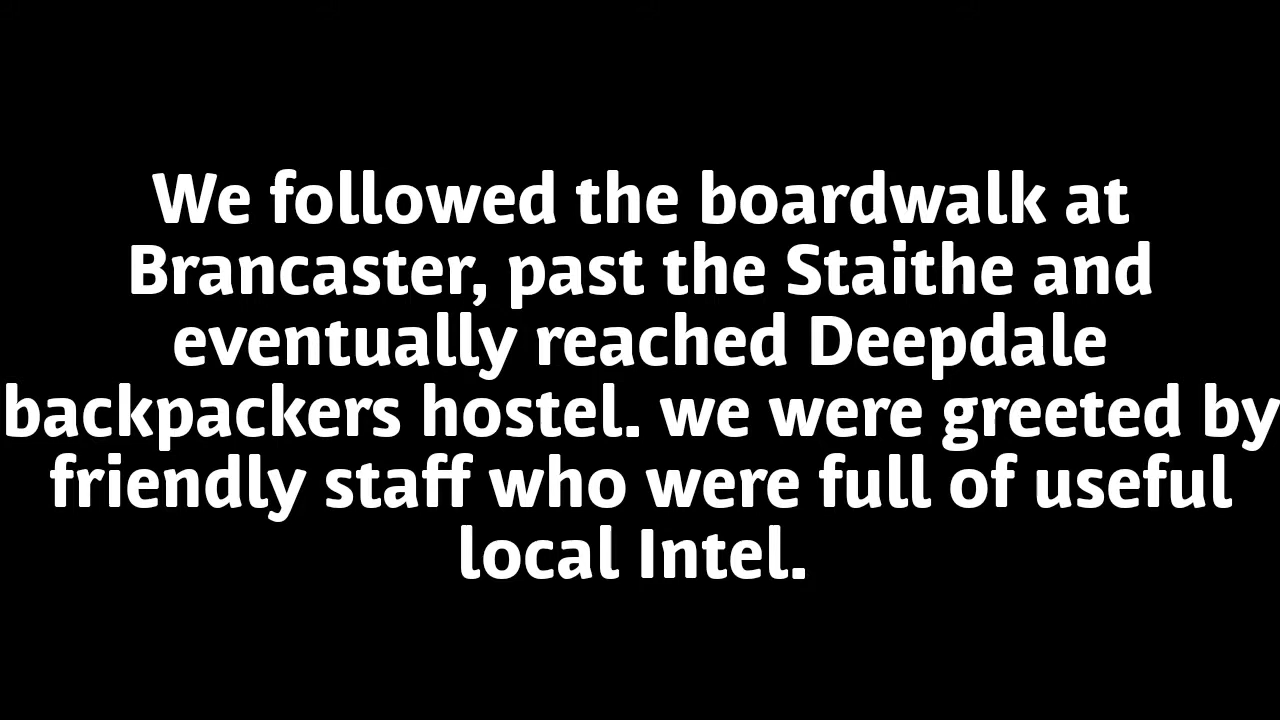 We followed the boardwalk at
Brancaster, past the Staithe and
eventually reached Deepdale
backpackers hostel. we were greeted by
friendly staff who were full of useful
local Intel.